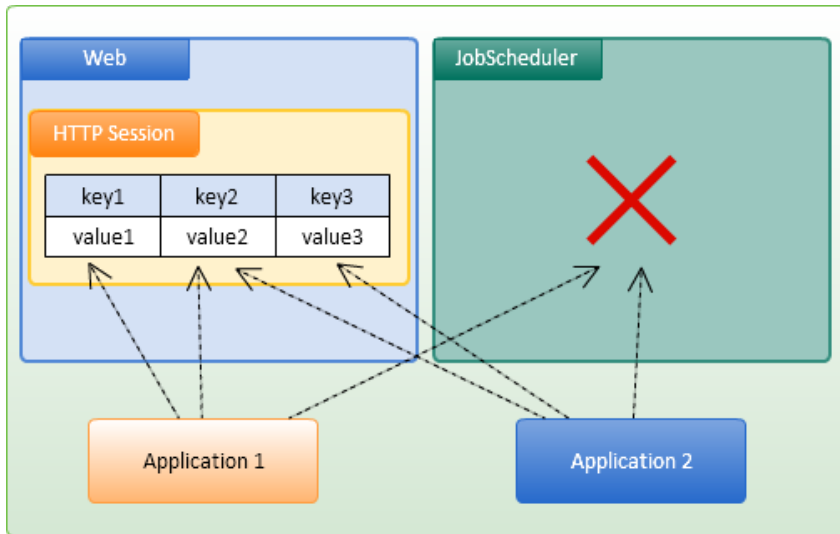 Web
JobScheduler
HTTP Session
key1 key2 key3
value1 value2 value3
Application 1
Application 2